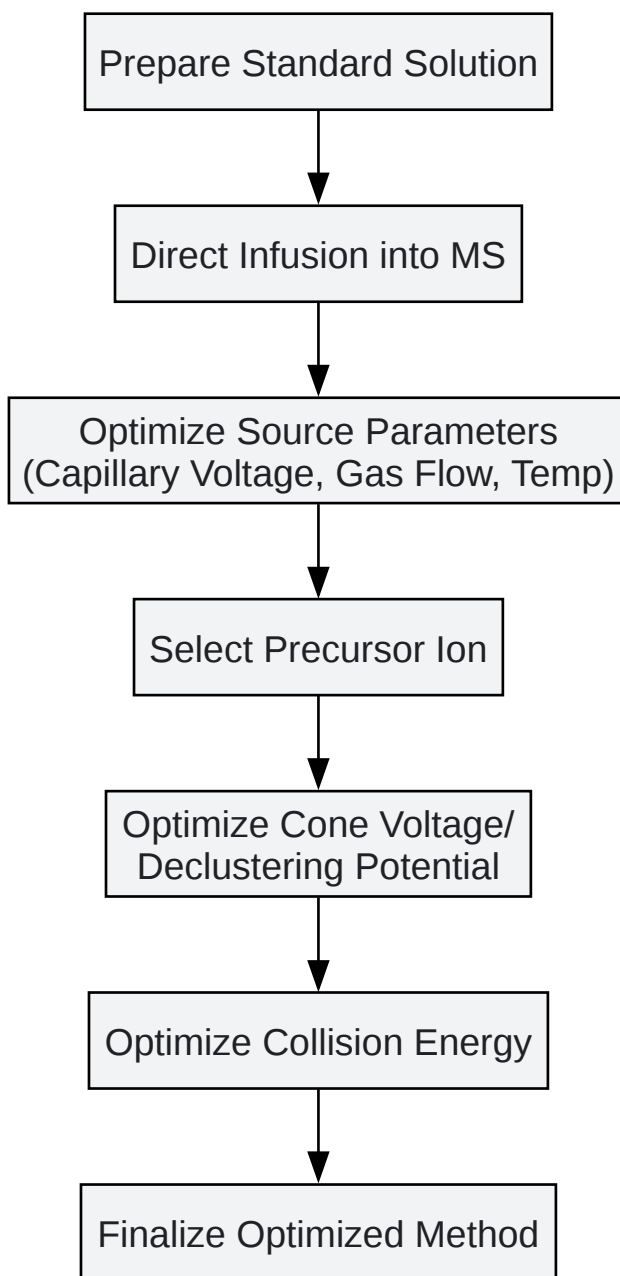 Prepare Standard Solution
Direct Infusion into MS
Optimize Source Parameters
(Capillary Voltage, Gas Flow, Temp)
Select Precursor Ion
Optimize Cone Voltage/
Declustering Potential
Optimize Collision Energy
Finalize Optimized Method